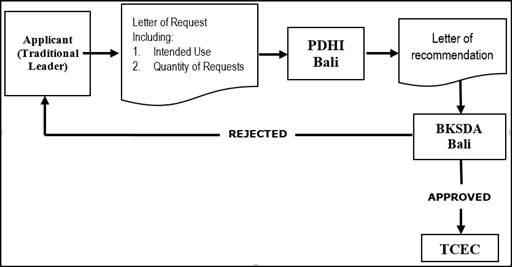 Applicant
(Traditional
Leader)
Letter of Request
Including:
1. Intended Use
2. Quantity of Requests
PDHI
Bali
Letter of
recommendation
REJECTED
BKSDA
Bali
APPROVED
TCEC